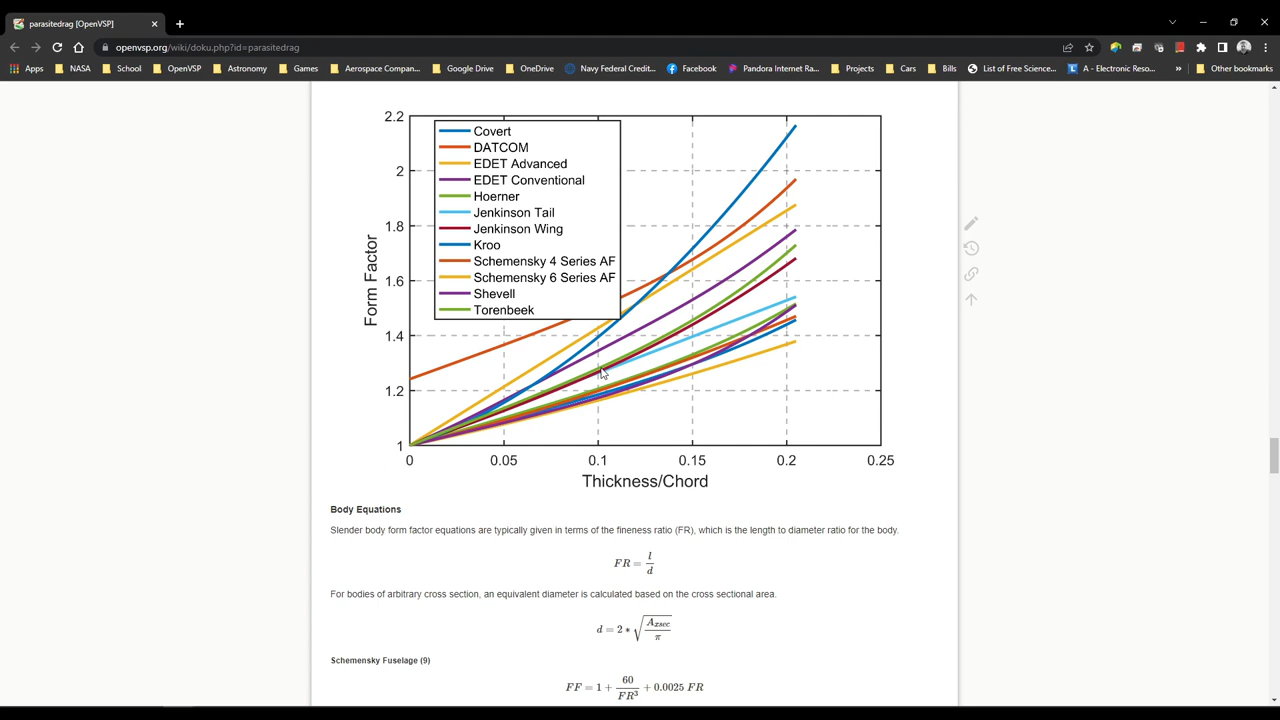 parasitedrag [OpenVSP]
openvsp.org/wiki/doku.php?id=parasitedrag
Apps NASA School OpenVSP Astronomy Games Aerospace Compan... Google Drive OneDrive Navy Federal Credit... Facebook Pandora Internet Ra... Projects Cars Bills List of Free Science... A - Electronic Reso... » Other bookmarks
2.2
2
1.8
1.6
1.4
1.2
1
Form Factor
Covert
DATCOM
EDET Advanced
EDET Conventional
Hoerner
Jenkinson Tail
Jenkinson Wing
Kroo
Schemensky 4 Series AF
Schemensky 6 Series AF
Shevell
Torenbeek
0 0.05 0.1 0.15 0.2 0.25
Thickness/Chord
Body Equations
Slender body form factor equations are typically given in terms of the fineness ratio (FR), which is the length to diameter ratio for the body.
FR = l/d
For bodies of arbitrary cross section, an equivalent diameter is calculated based on the cross sectional area.
d = 2 * √(A_xsec/π)
Schemensky Fuselage (9)
FF = 1 + 60/FR³ + 0.0025 FR